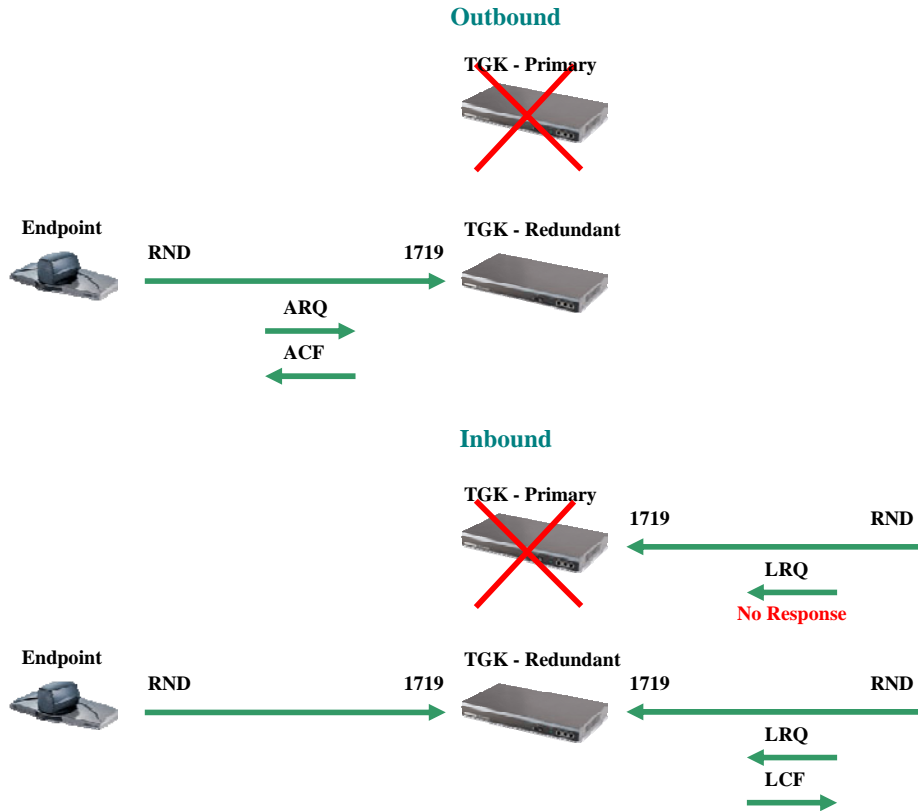 Outbound
TGK - Primary
Endpoint
TGK - Redundant
RND 1719
ARQ
ACF
Inbound
TGK - Primary
1719 RND
LRQ
No Response
Endpoint
TGK - Redundant
RND 1719
1719 RND
LRQ
LCF